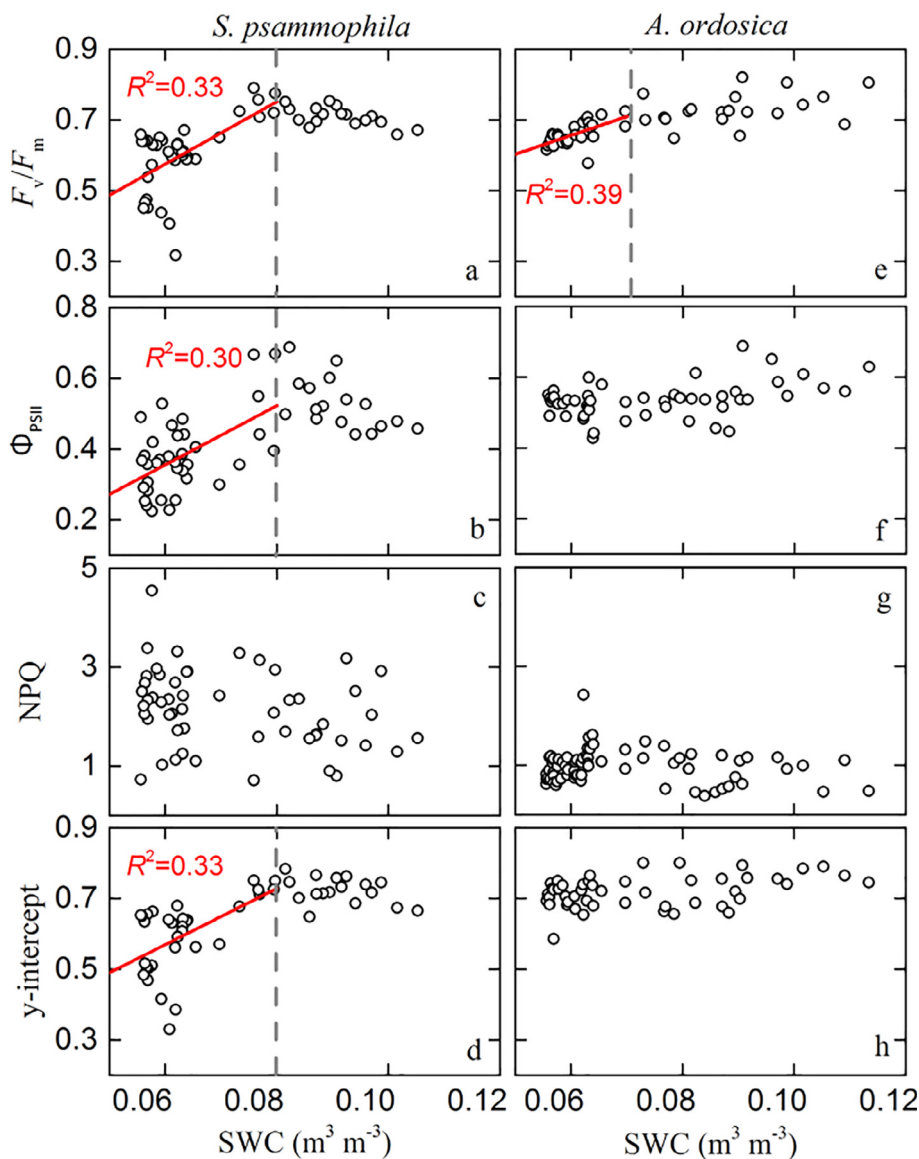 S. psammophila
A. ordosica
0.9
0.7
0.5
0.3
Fv/Fm
R²=0.33
a
R²=0.39
e
0.8
0.6
0.4
0.2
ΦPSII
R²=0.30
b
f
5
3
1
NPQ
c
g
0.9
0.7
0.5
0.3
y-intercept
R²=0.33
d
h
0.06 0.08 0.10 0.12
0.06 0.08 0.10 0.12
SWC (m³ m⁻³)
SWC (m³ m⁻³)